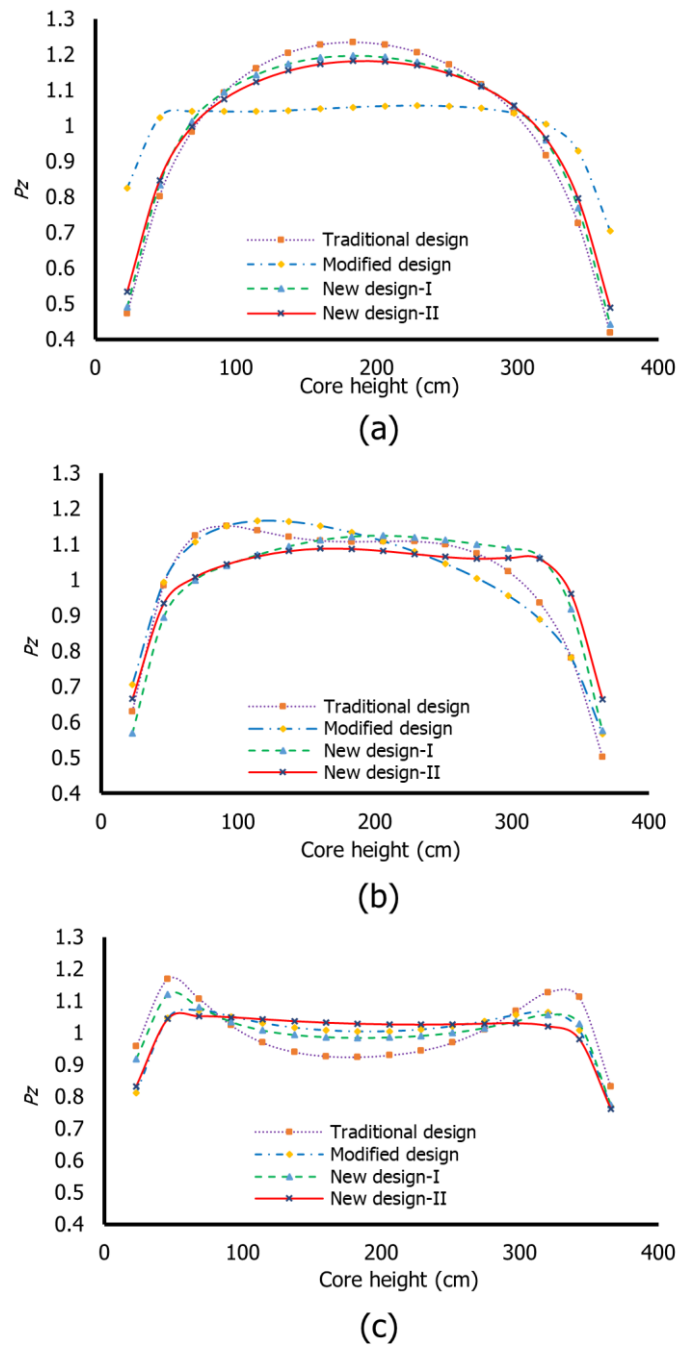 1.3
1.2
1.1
1
0.9
0.8
0.7
0.6
0.5
0.4
Pz
Traditional design
Modified design
New design-I
New design-II
0 100 200 300 400
Core height (cm)
(a)
1.3
1.2
1.1
1
0.9
0.8
0.7
0.6
0.5
0.4
Pz
Traditional design
Modified design
New design-I
New design-II
0 100 200 300 400
Core height (cm)
(b)
1.3
1.2
1.1
1
0.9
0.8
0.7
0.6
0.5
0.4
Pz
Traditional design
Modified design
New design-I
New design-II
0 100 200 300 400
Core height (cm)
(c)